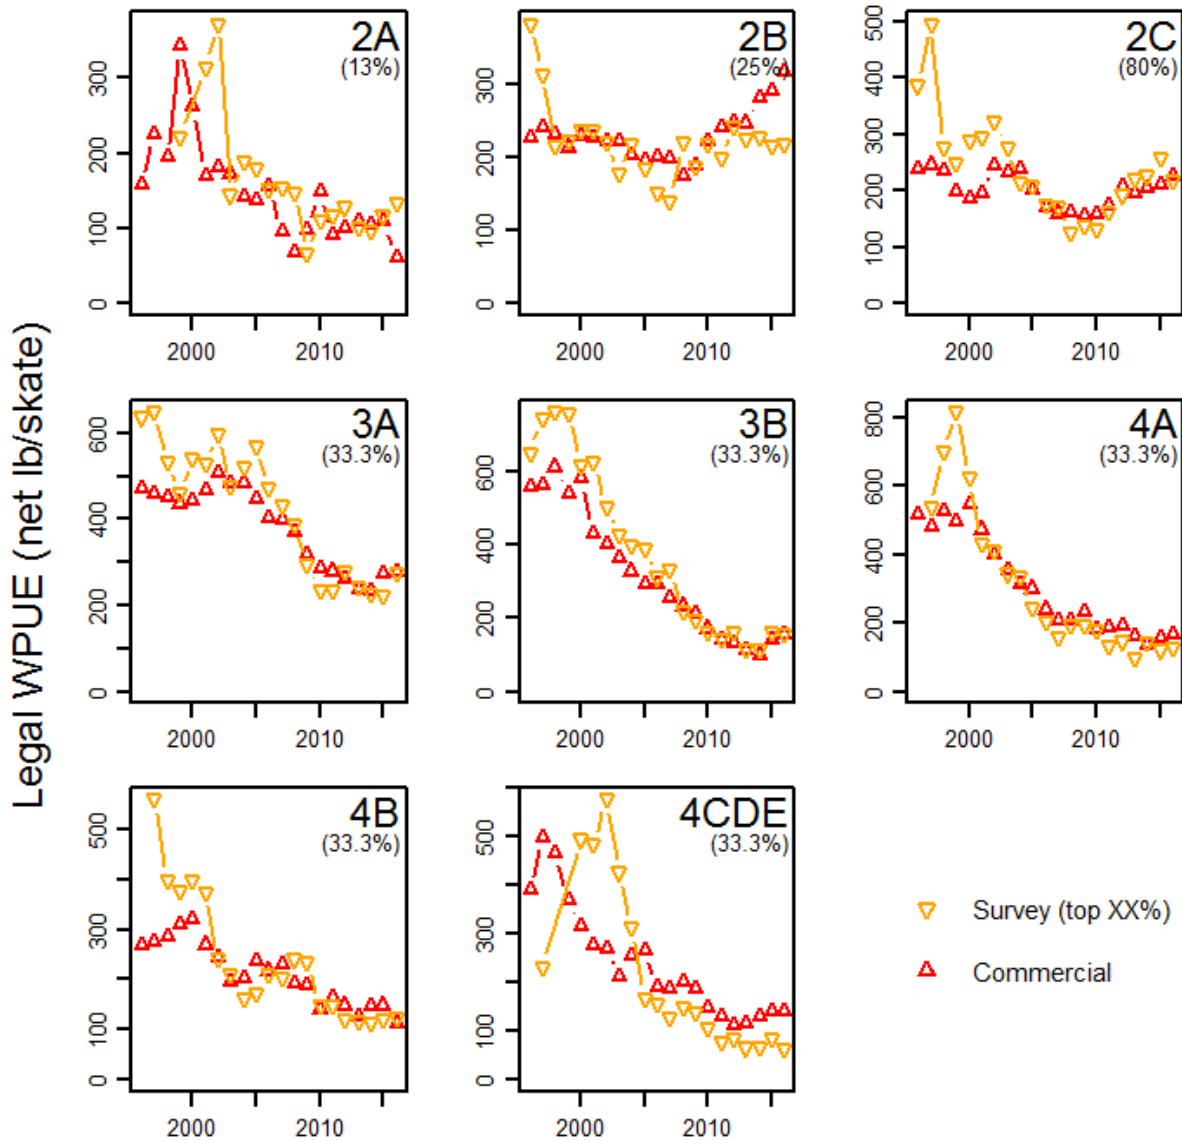 Legal WPUE (net lb/skate)
2A
(13%)
0 100 200 300
2000 2010
2B
(25%)
0 100 200 300
2000 2010
2C
(80%)
0 100 200 300 400 500
2000 2010
3A
(33.3%)
0 200 400 600
2000 2010
3B
(33.3%)
0 200 400 600
2000 2010
4A
(33.3%)
0 200 400 600 800
2000 2010
4B
(33.3%)
0 100 300 500
2000 2010
4CDE
(33.3%)
0 100 300 500
2000 2010
Survey (top XX%)
Commercial